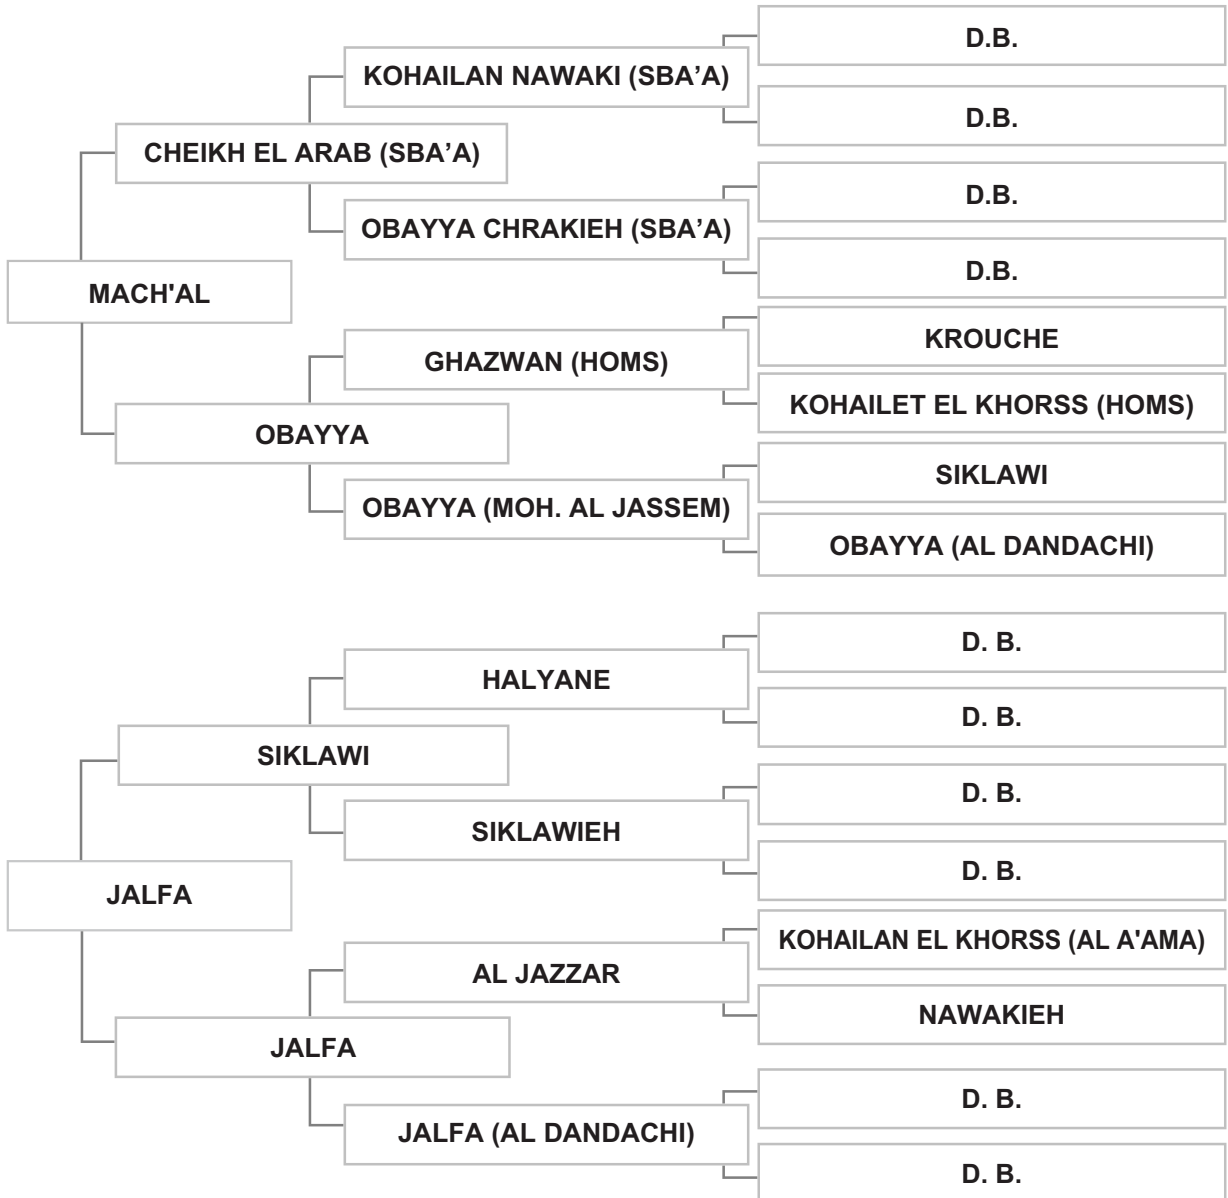 D.B.
KOHAILAN NAWAKI (SBA’A)
D.B.
CHEIKH EL ARAB (SBA’A)
D.B.
OBAYYA CHRAKIEH (SBA’A)
D.B.
MACH'AL
KROUCHE
GHAZWAN (HOMS)
KOHAILET EL KHORSS (HOMS)
OBAYYA
SIKLAWI
OBAYYA (MOH. AL JASSEM)
OBAYYA (AL DANDACHI)
D. B.
HALYANE
D. B.
SIKLAWI
D. B.
SIKLAWIEH
D. B.
JALFA
KOHAILAN EL KHORSS (AL A'AMA)
AL JAZZAR
NAWAKIEH
JALFA
D. B.
JALFA (AL DANDACHI)
D. B.